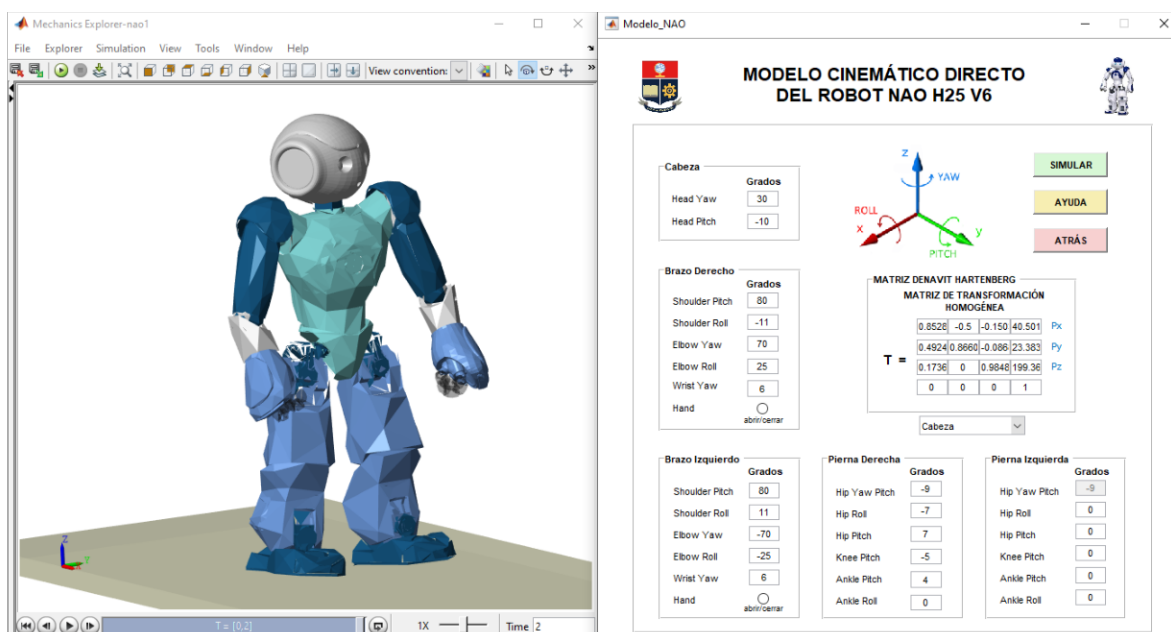 Mechanics Explorer-nao1
File Explorer Simulation View Tools Window Help
View convention:
Z
Y
T = [0,2]
1X
Time 2
Modelo_NAO
MODELO CINEMÁTICO DIRECTO
DEL ROBOT NAO H25 V6
Cabeza
Grados
Head Yaw 30
Head Pitch -10
z
YAW
ROLL
x
y
PITCH
SIMULAR
AYUDA
ATRÁS
Brazo Derecho
Grados
Shoulder Pitch 80
Shoulder Roll -11
Elbow Yaw 70
Elbow Roll 25
Wrist Yaw 6
Hand
abrir/cerrar
MATRIZ DENAVIT HARTENBERG
MATRIZ DE TRANSFORMACIÓN
HOMOGÉNEA
0.8528 -0.5 -0.150 40.501 Px
0.4924 0.8660 -0.086 23.383 Py
T =
0.1736 0 0.9848 199.36 Pz
0 0 0 1
Cabeza
Brazo Izquierdo
Grados
Shoulder Pitch 80
Shoulder Roll 11
Elbow Yaw -70
Elbow Roll -25
Wrist Yaw 6
Hand
abrir/cerrar
Pierna Derecha
Grados
Hip Yaw Pitch -9
Hip Roll -7
Hip Pitch 7
Knee Pitch -5
Ankle Pitch 4
Ankle Roll 0
Pierna Izquierda
Grados
Hip Yaw Pitch -9
Hip Roll 0
Hip Pitch 0
Knee Pitch 0
Ankle Pitch 0
Ankle Roll 0